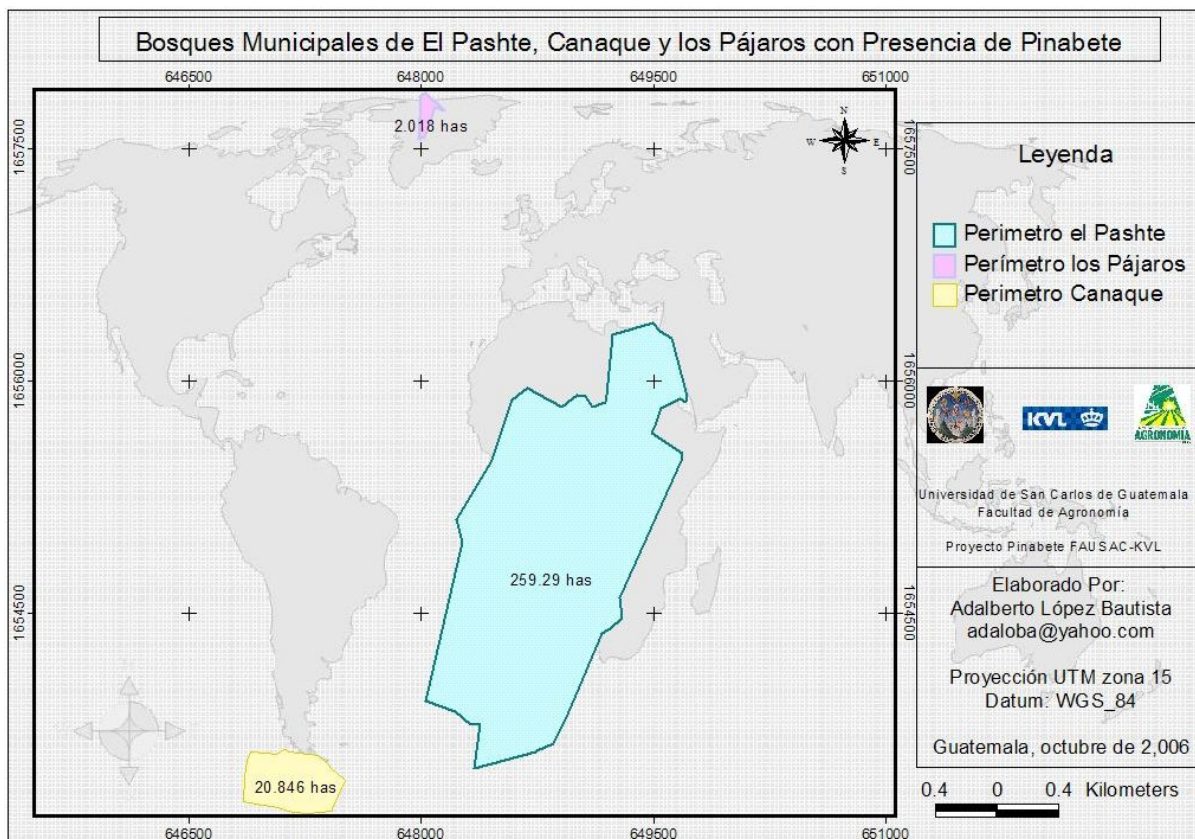 Bosques Municipales de El Pashte, Canaque y los Pájaros con Presencia de Pinabete
646500 648000 649500 651000
2.018 has
N
W E
S
1657500 1657500
1656000 1656000
1654500 1654500
259.29 has
20.846 has
646500 648000 649500 651000
Leyenda
Perimetro el Pashte
Perímetro los Pájaros
Perimetro Canaque
KVL
AGRONOMIA
Universidad de San Carlos de Guatemala
Facultad de Agronomía
Proyecto Pinabete FAUSAC-KVL
Elaborado Por:
Adalberto López Bautista
adaloba@yahoo.com
Proyección UTM zona 15
Datum: WGS_84
Guatemala, octubre de 2,006
0.4 0 0.4 Kilometers